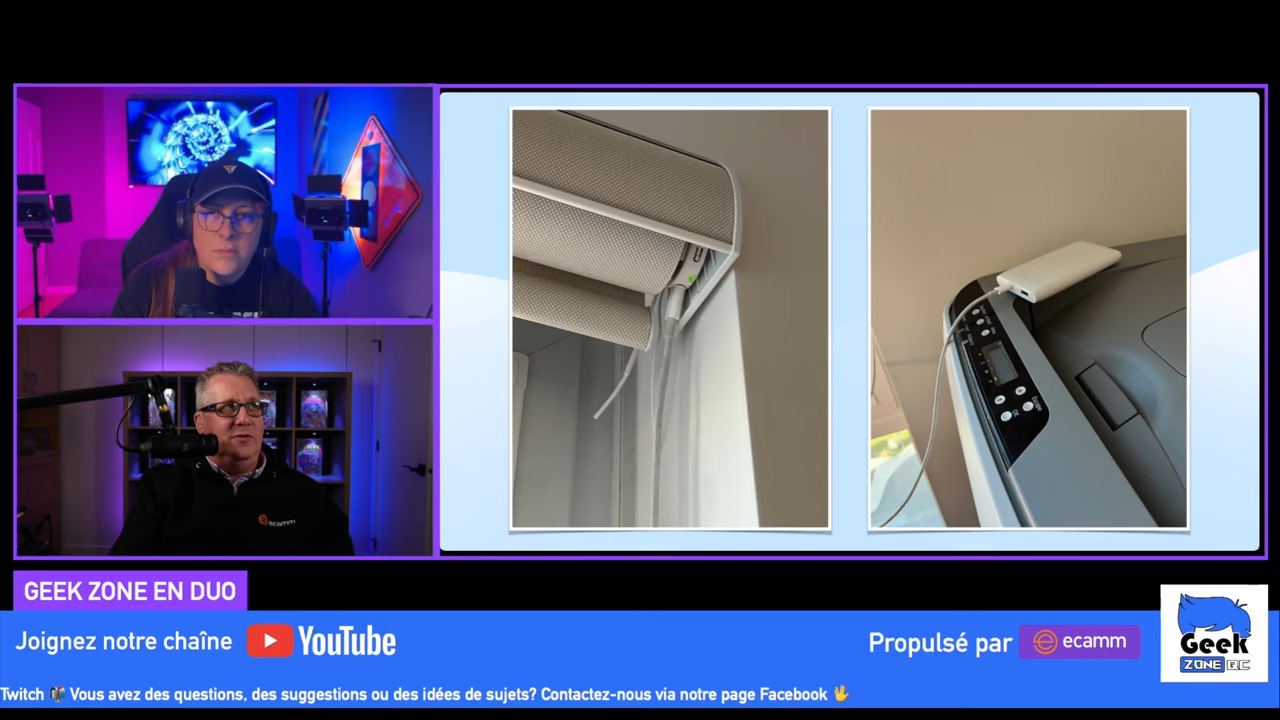 ecamm
GEEK ZONE EN DUO
Joignez notre chaîne YouTube
Propulsé par ecamm
Geek
ZONE QC
Twitch 📬 Vous avez des questions, des suggestions ou des idées de sujets? Contactez-nous via notre page Facebook 🖖